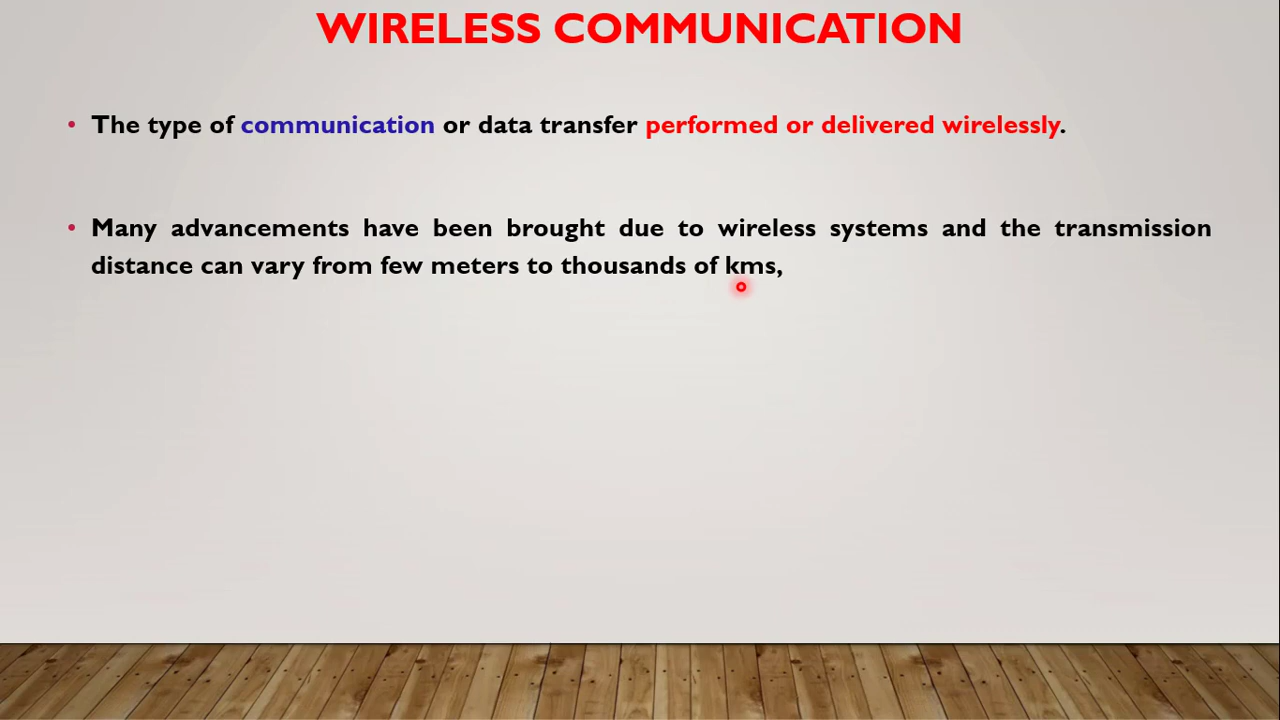 WIRELESS COMMUNICATION
• The type of communication or data transfer performed or delivered wirelessly.
• Many advancements have been brought due to wireless systems and the transmission
distance can vary from few meters to thousands of kms,